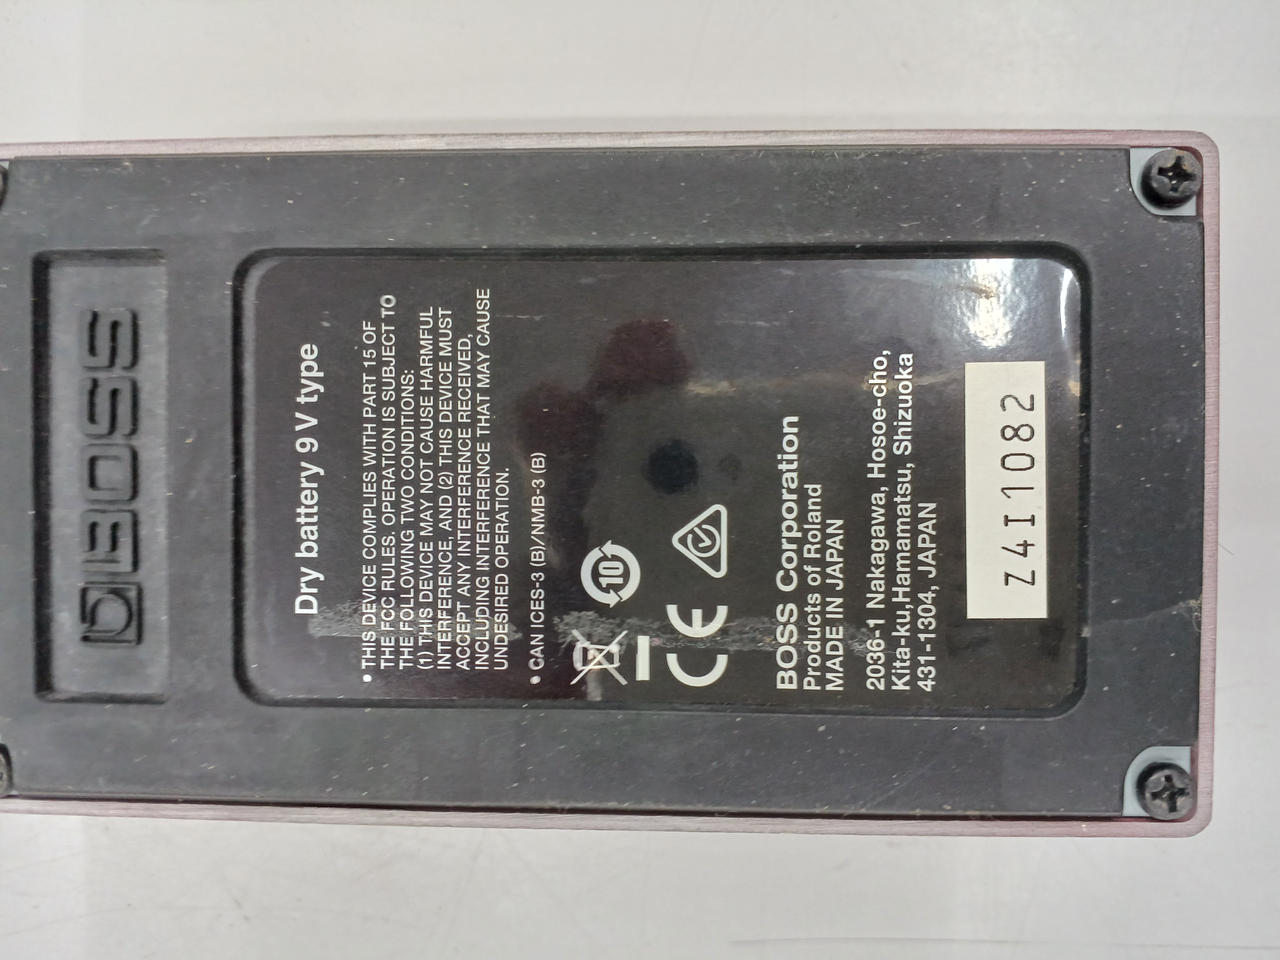 BOSS
Dry battery 9 V type
• THIS DEVICE COMPLIES WITH PART 15 OF
THE FCC RULES. OPERATION IS SUBJECT TO
THE FOLLOWING TWO CONDITIONS:
(1) THIS DEVICE MAY NOT CAUSE HARMFUL
INTERFERENCE, AND (2) THIS DEVICE MUST
ACCEPT ANY INTERFERENCE RECEIVED,
INCLUDING INTERFERENCE THAT MAY CAUSE
UNDESIRED OPERATION.
• CAN ICES-3 (B)/NMB-3 (B)
10
CE
BOSS Corporation
Products of Roland
MADE IN JAPAN
2036-1 Nakagawa, Hosoe-cho,
Kita-ku,Hamamatsu, Shizuoka
431-1304, JAPAN
Z4I1082